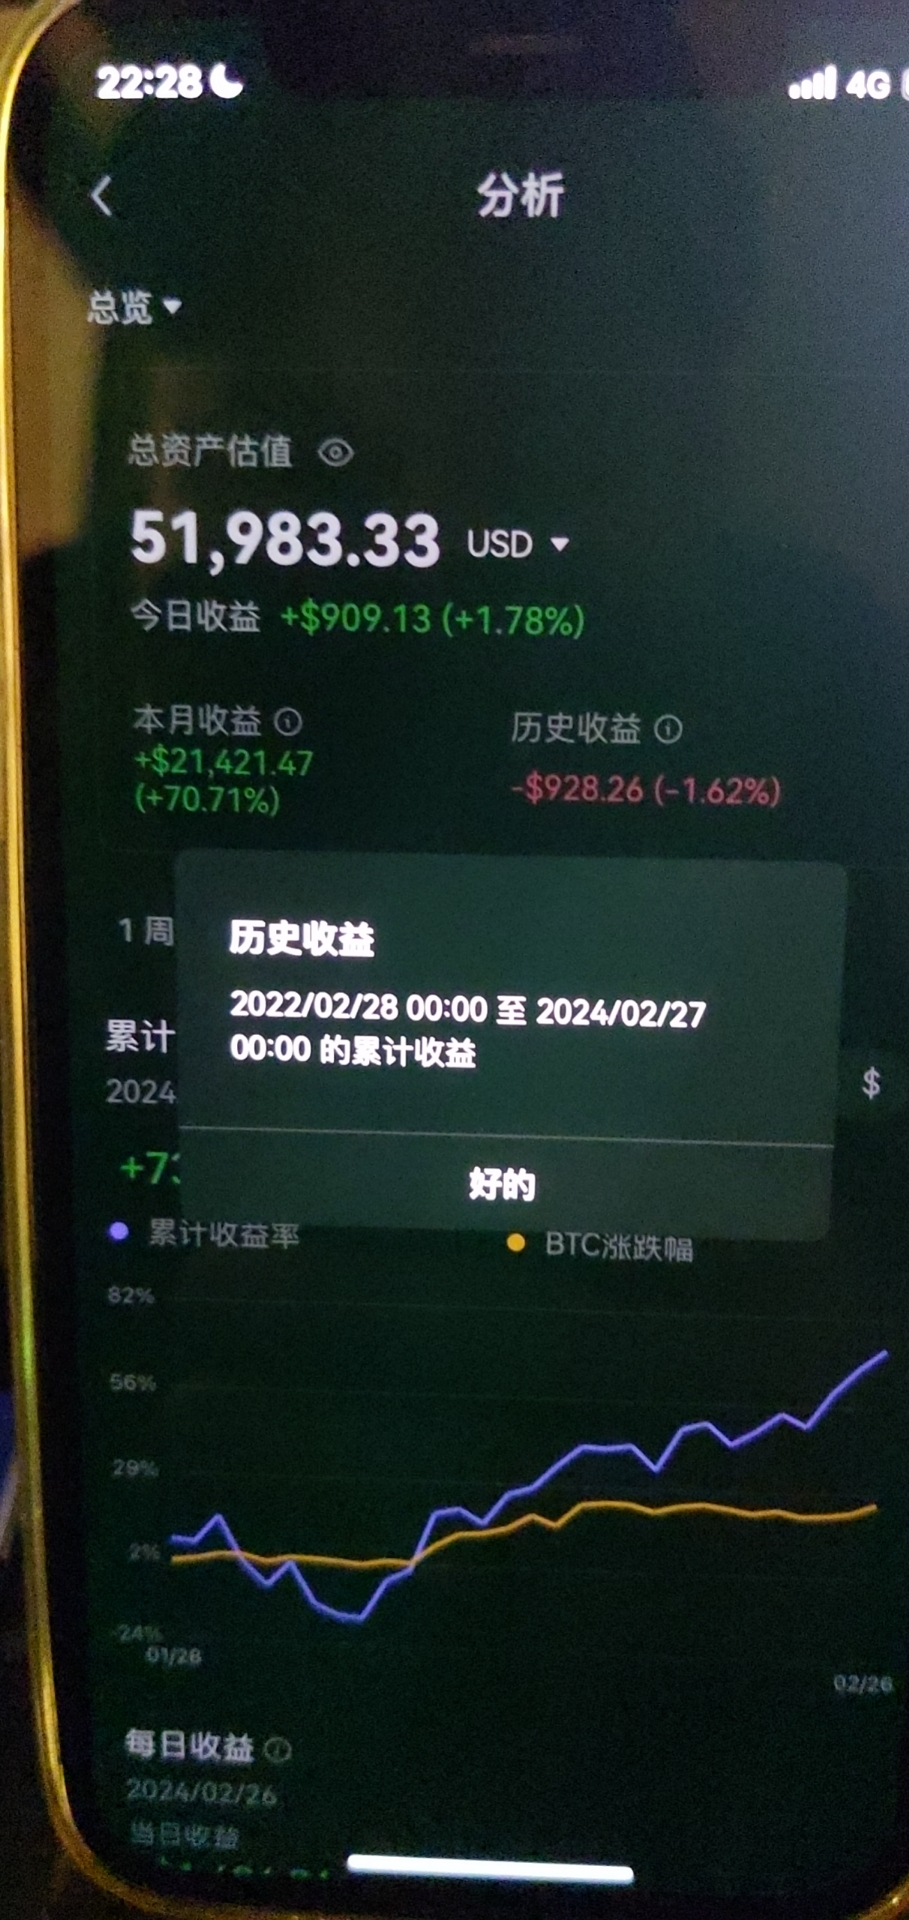 22:28
4G
分析
总览
总资产估值
51,983.33 USD
今日收益 +$909.13 (+1.78%)
本月收益
+$21,421.47
(+70.71%)
历史收益
-$928.26 (-1.62%)
1 周
历史收益
2022/02/28 00:00 至 2024/02/27
00:00 的累计收益
好的
累计
2024
$
+73
累计收益率
BTC涨跌幅
82%
56%
29%
2%
-24%
01/28
02/26
每日收益
2024/02/26
当日收益